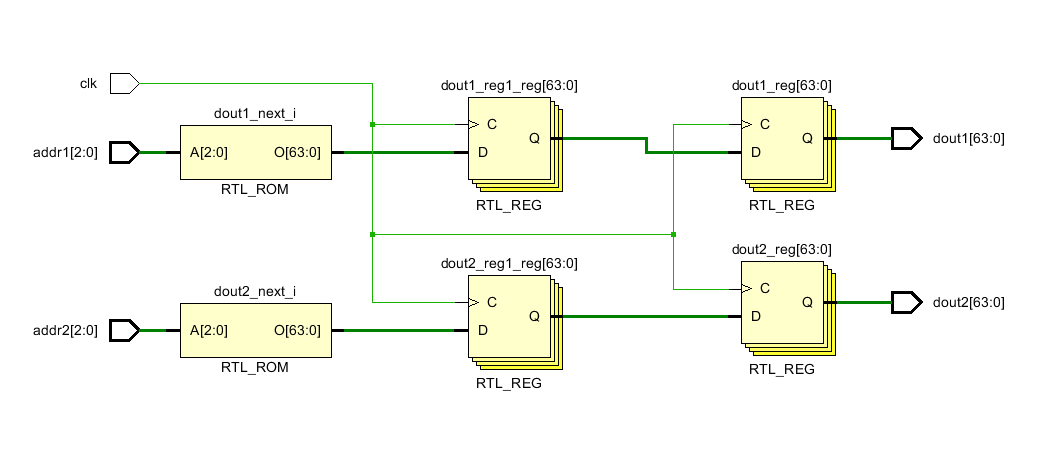 clk
dout1_reg1_reg[63:0]
dout1_reg[63:0]
dout1_next_i
C
Q
D
C
Q
D
addr1[2:0]
A[2:0] O[63:0]
dout1[63:0]
RTL_ROM
RTL_REG
RTL_REG
dout2_reg1_reg[63:0]
dout2_reg[63:0]
dout2_next_i
C
Q
D
C
Q
D
addr2[2:0]
A[2:0] O[63:0]
dout2[63:0]
RTL_ROM
RTL_REG
RTL_REG